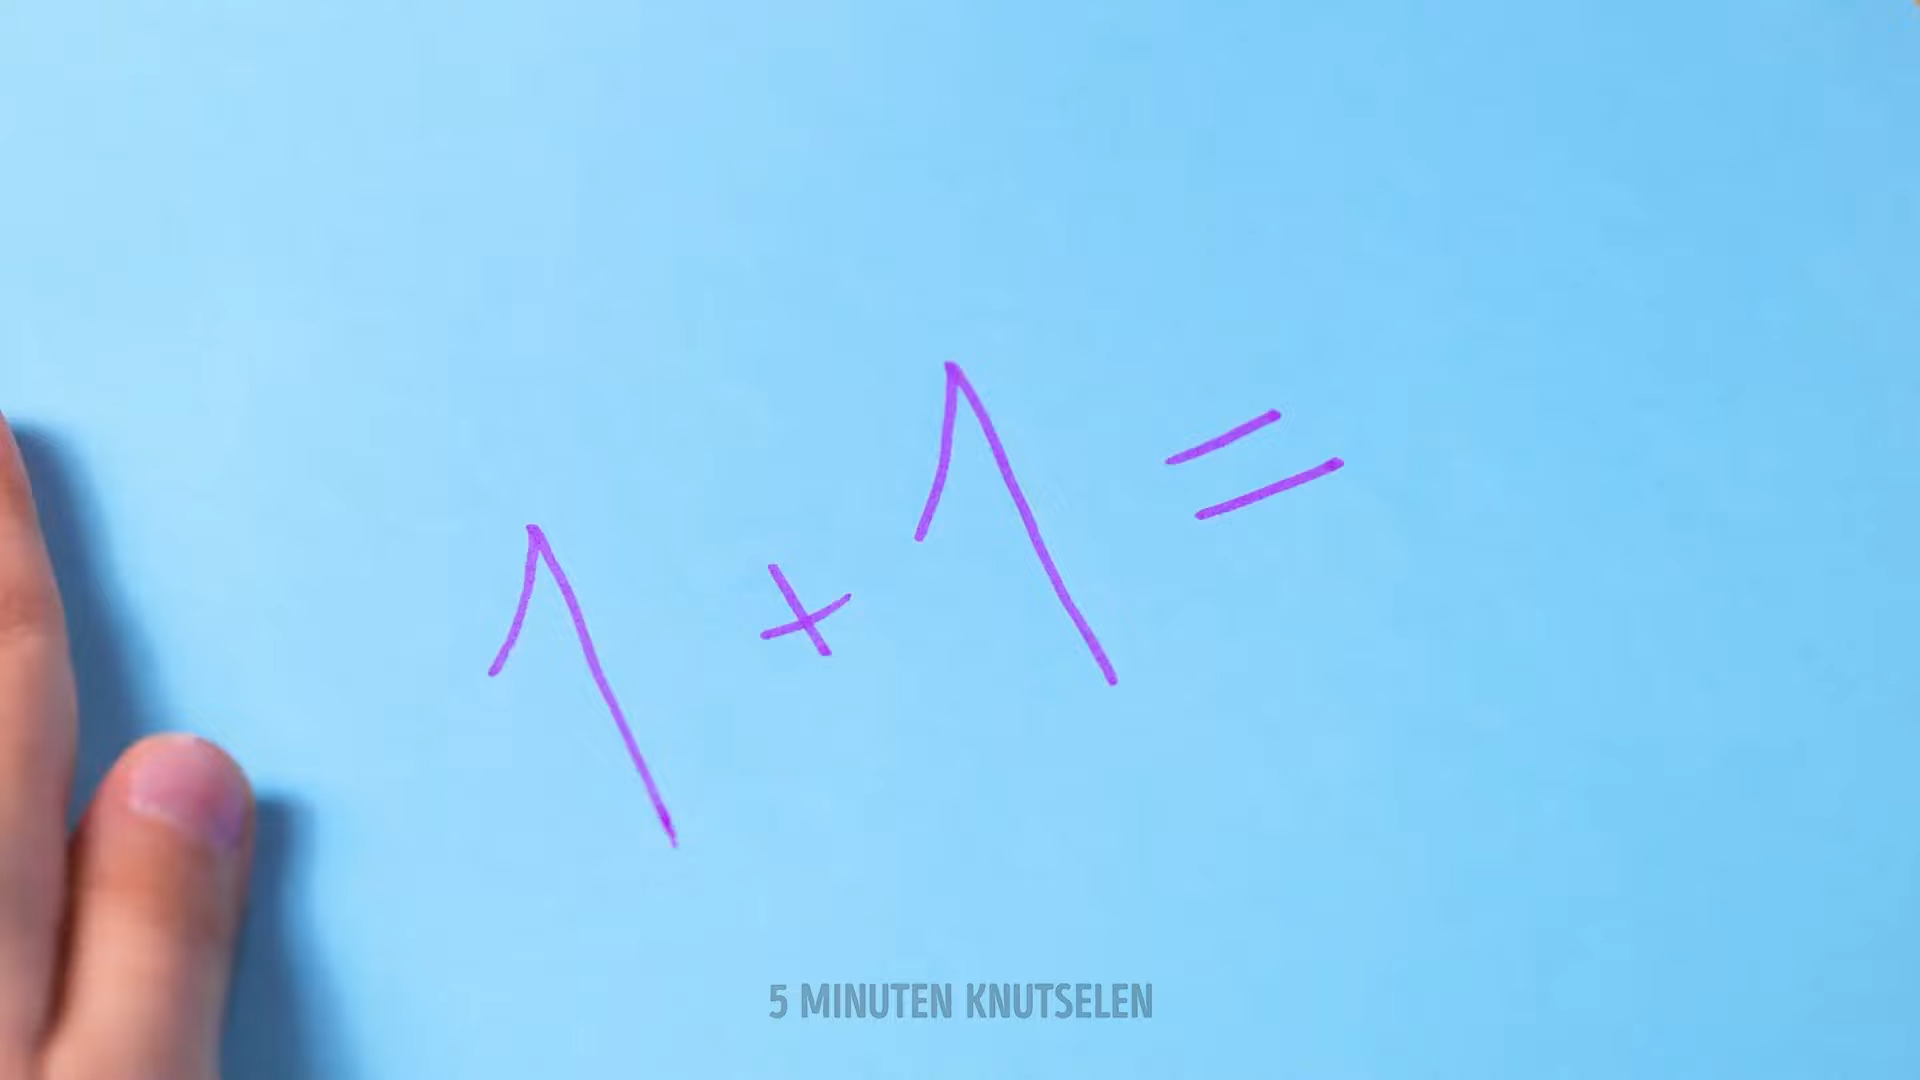 1 + 1 =
5 MINUTEN KNUTSELEN